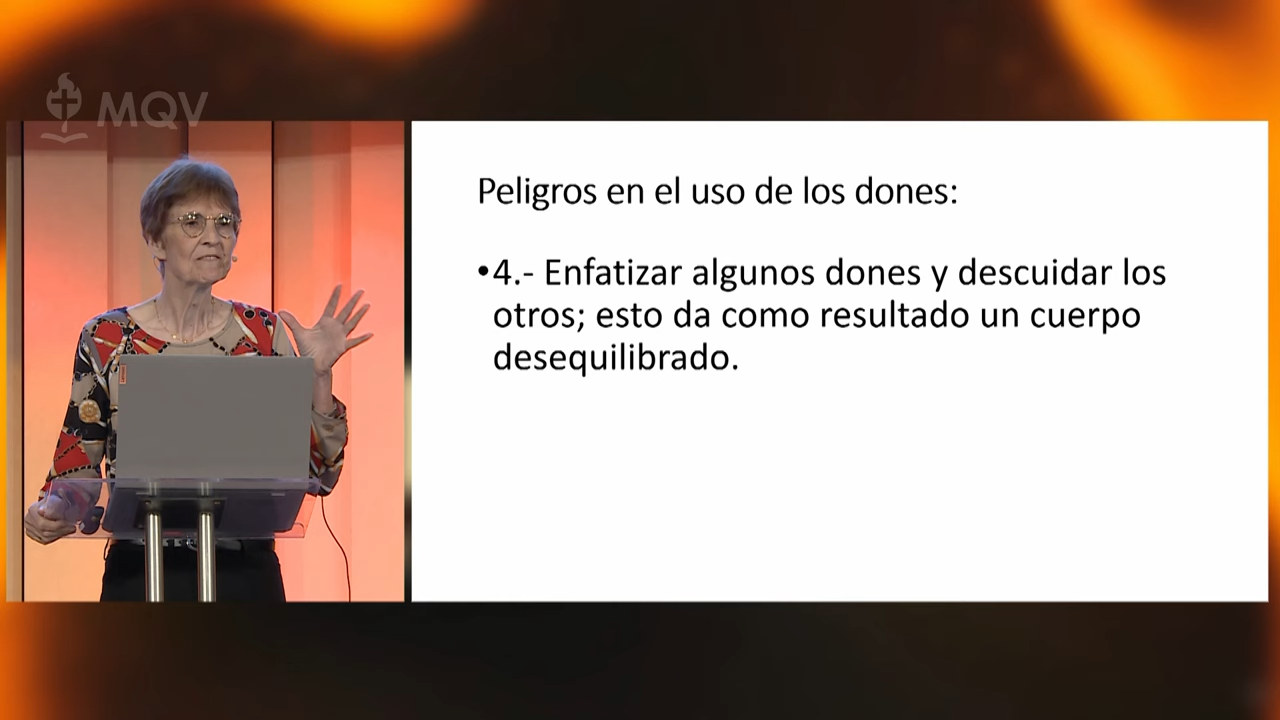 MQV
Peligros en el uso de los dones:
•4.- Enfatizar algunos dones y descuidar los
otros; esto da como resultado un cuerpo
desequilibrado.